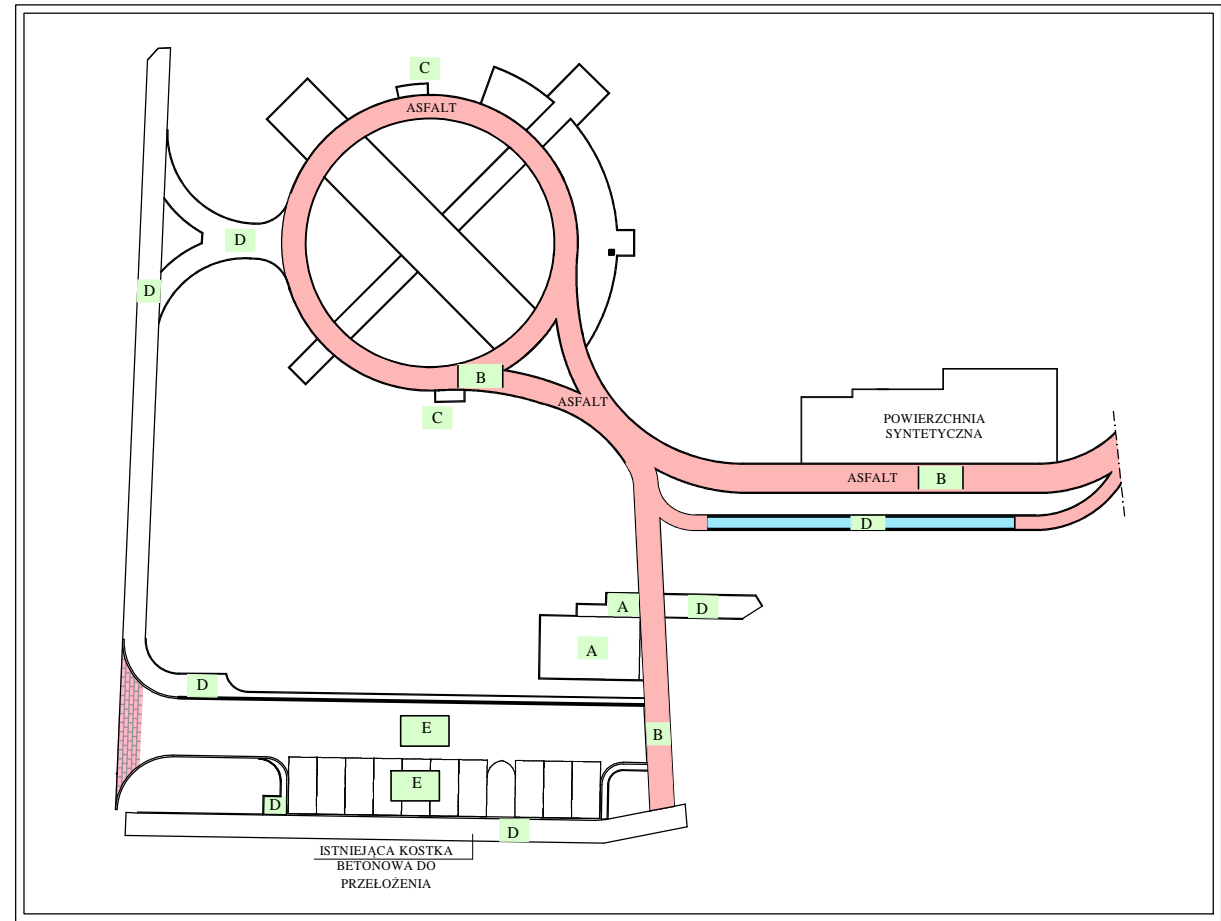 C
ASFALT
D
D
B
C
ASFALT
POWIERZCHNIA
SYNTETYCZNA
ASFALT
B
D
A
D
A
D
E
B
E
D
D
ISTNIEJĄCA KOSTKA
BETONOWA DO
PRZEŁOŻENIA